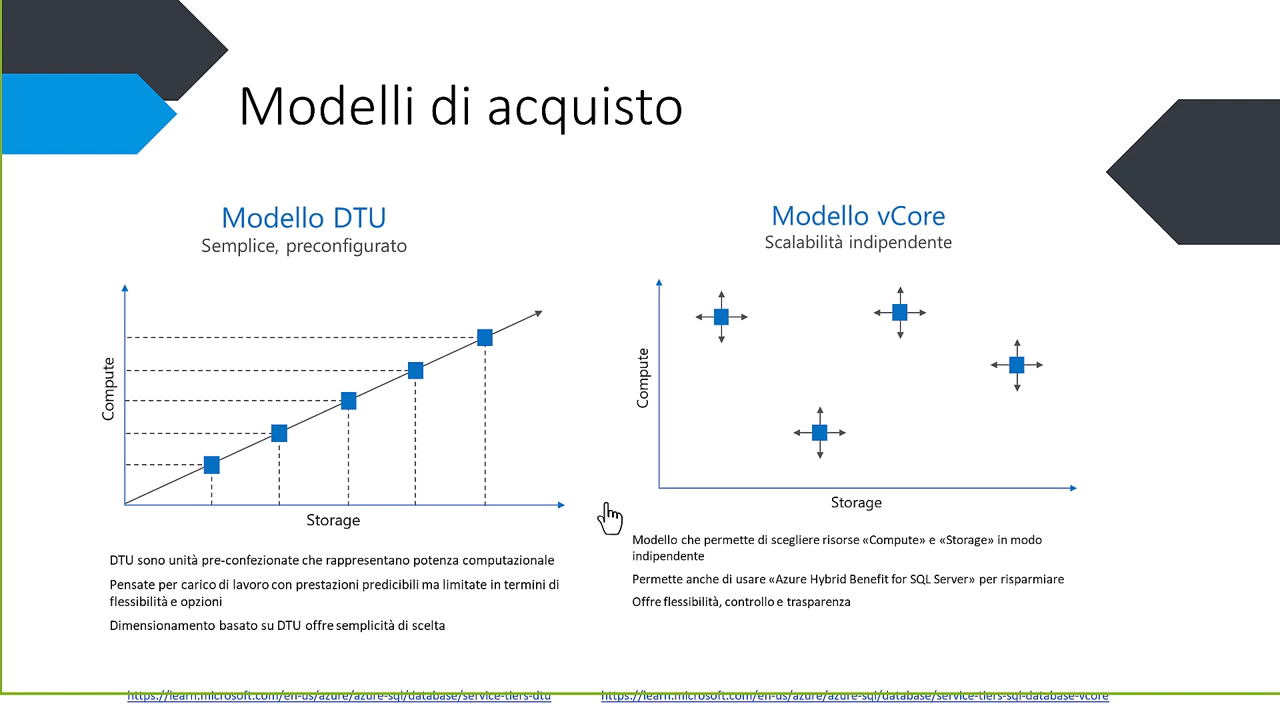 Modelli di acquisto
Modello DTU
Semplice, preconfigurato
Compute
Storage
DTU sono unità pre-confezionate che rappresentano potenza computazionale
Pensate per carico di lavoro con prestazioni predicibili ma limitate in termini di
flessibilità e opzioni
Dimensionamento basato su DTU offre semplicità di scelta
https://learn.microsoft.com/en-us/azure/azure-sql/database/service-tiers-dtu
Modello vCore
Scalabilità indipendente
Compute
Storage
Modello che permette di scegliere risorse «Compute» e «Storage» in modo
indipendente
Permette anche di usare «Azure Hybrid Benefit for SQL Server» per risparmiare
Offre flessibilità, controllo e trasparenza
https://learn.microsoft.com/en-us/azure/azure-sql/database/service-tiers-sql-database-vcore